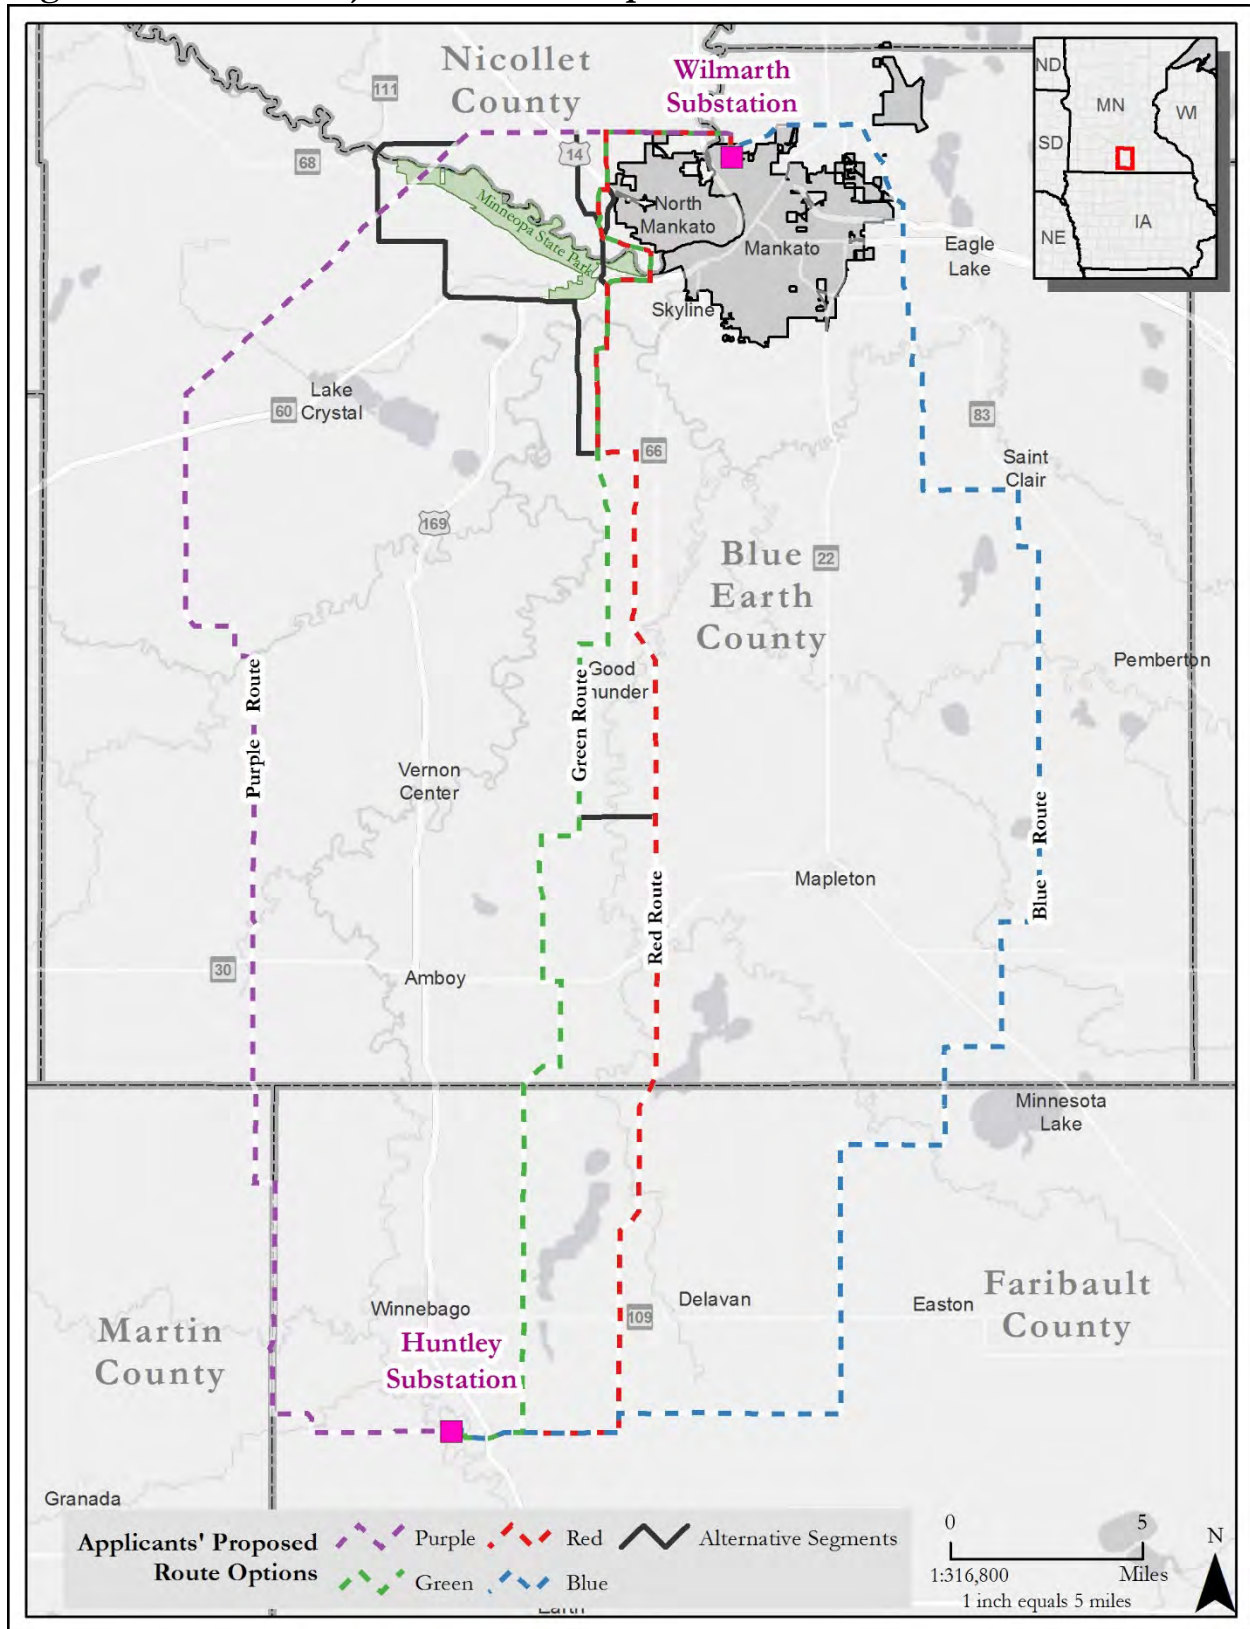 Nicollet
County
Wilmarth
Substation
ND
MN
WI
SD
IA
NE
111
68
14
Minneopa State Park
North
Mankato
Mankato
Eagle
Lake
Skyline
Lake
Crystal
60
83
66
Saint
Clair
169
Blue
Earth
County
22
Pemberton
Good
hunder
Purple Route
Green Route
Vernon
Center
Blue Route
Red Route
Mapleton
30
Amboy
Minnesota
Lake
Martin
County
Winnebago
Huntley
Substation
109
Delavan
Easton
Faribault
County
Granada
Applicants' Proposed
Route Options
Purple
Red
Alternative Segments
Green
Blue
0
5
1:316,800
Miles
1 inch equals 5 miles
N